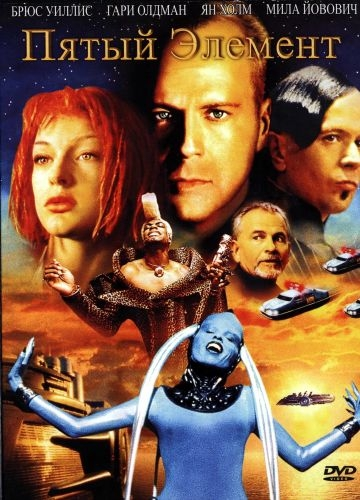 БРЮС УИЛЛИС ГАРИ ОЛДМАН ЯН ХОЛМ МИЛА ЙОВОВИЧ
Пятый Элемент
DVD
VIDEO